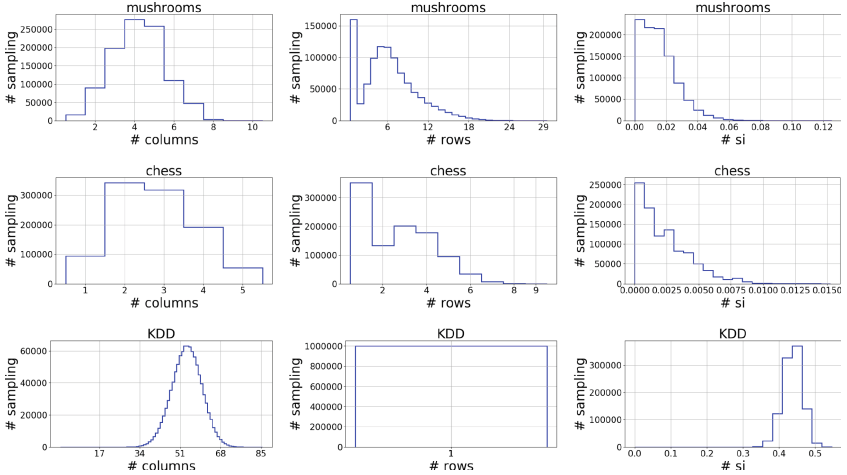 mushrooms
# sampling
250000
200000
150000
100000
50000
0
2 4 6 8 10
# columns
mushrooms
# sampling
150000
100000
50000
0
6 12 18 24 29
# rows
mushrooms
# sampling
200000
150000
100000
50000
0
0.00 0.02 0.04 0.06 0.08 0.10 0.12
# si
chess
# sampling
300000
200000
100000
0
1 2 3 4 5
# columns
chess
# sampling
300000
200000
100000
0
1 2 3 4 5 6 7 8 9
# rows
chess
# sampling
250000
200000
150000
100000
50000
0
0.0000 0.0025 0.0050 0.0075 0.0100 0.0125 0.0150
# si
KDD
# sampling
60000
40000
20000
0
17 34 51 68 85
# columns
KDD
# sampling
1000000
800000
600000
400000
200000
0
1
# rows
KDD
# sampling
300000
200000
100000
0
0.0 0.1 0.2 0.3 0.4 0.5
# si